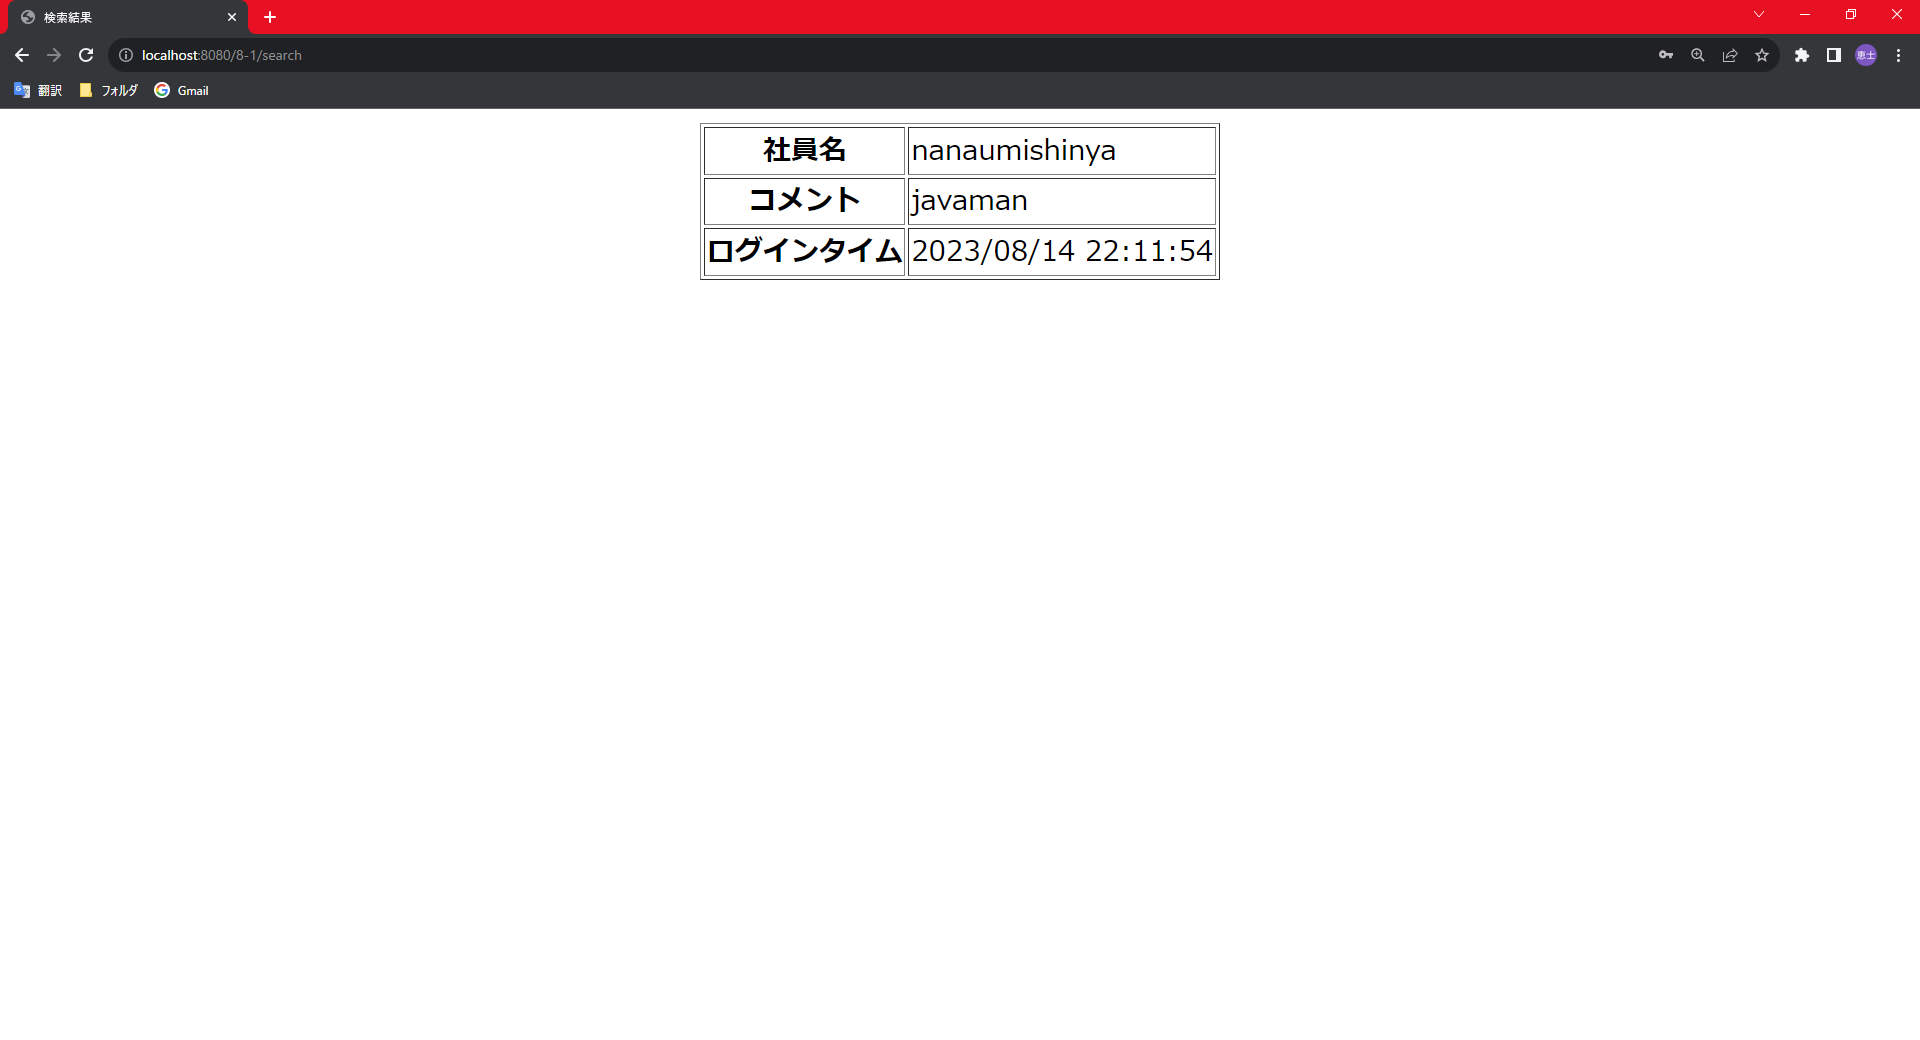 検索結果
localhost:8080/8-1/search
恵士
翻訳 フォルダ Gmail
社員名 nanaumishinya
コメント javaman
ログインタイム 2023/08/14 22:11:54